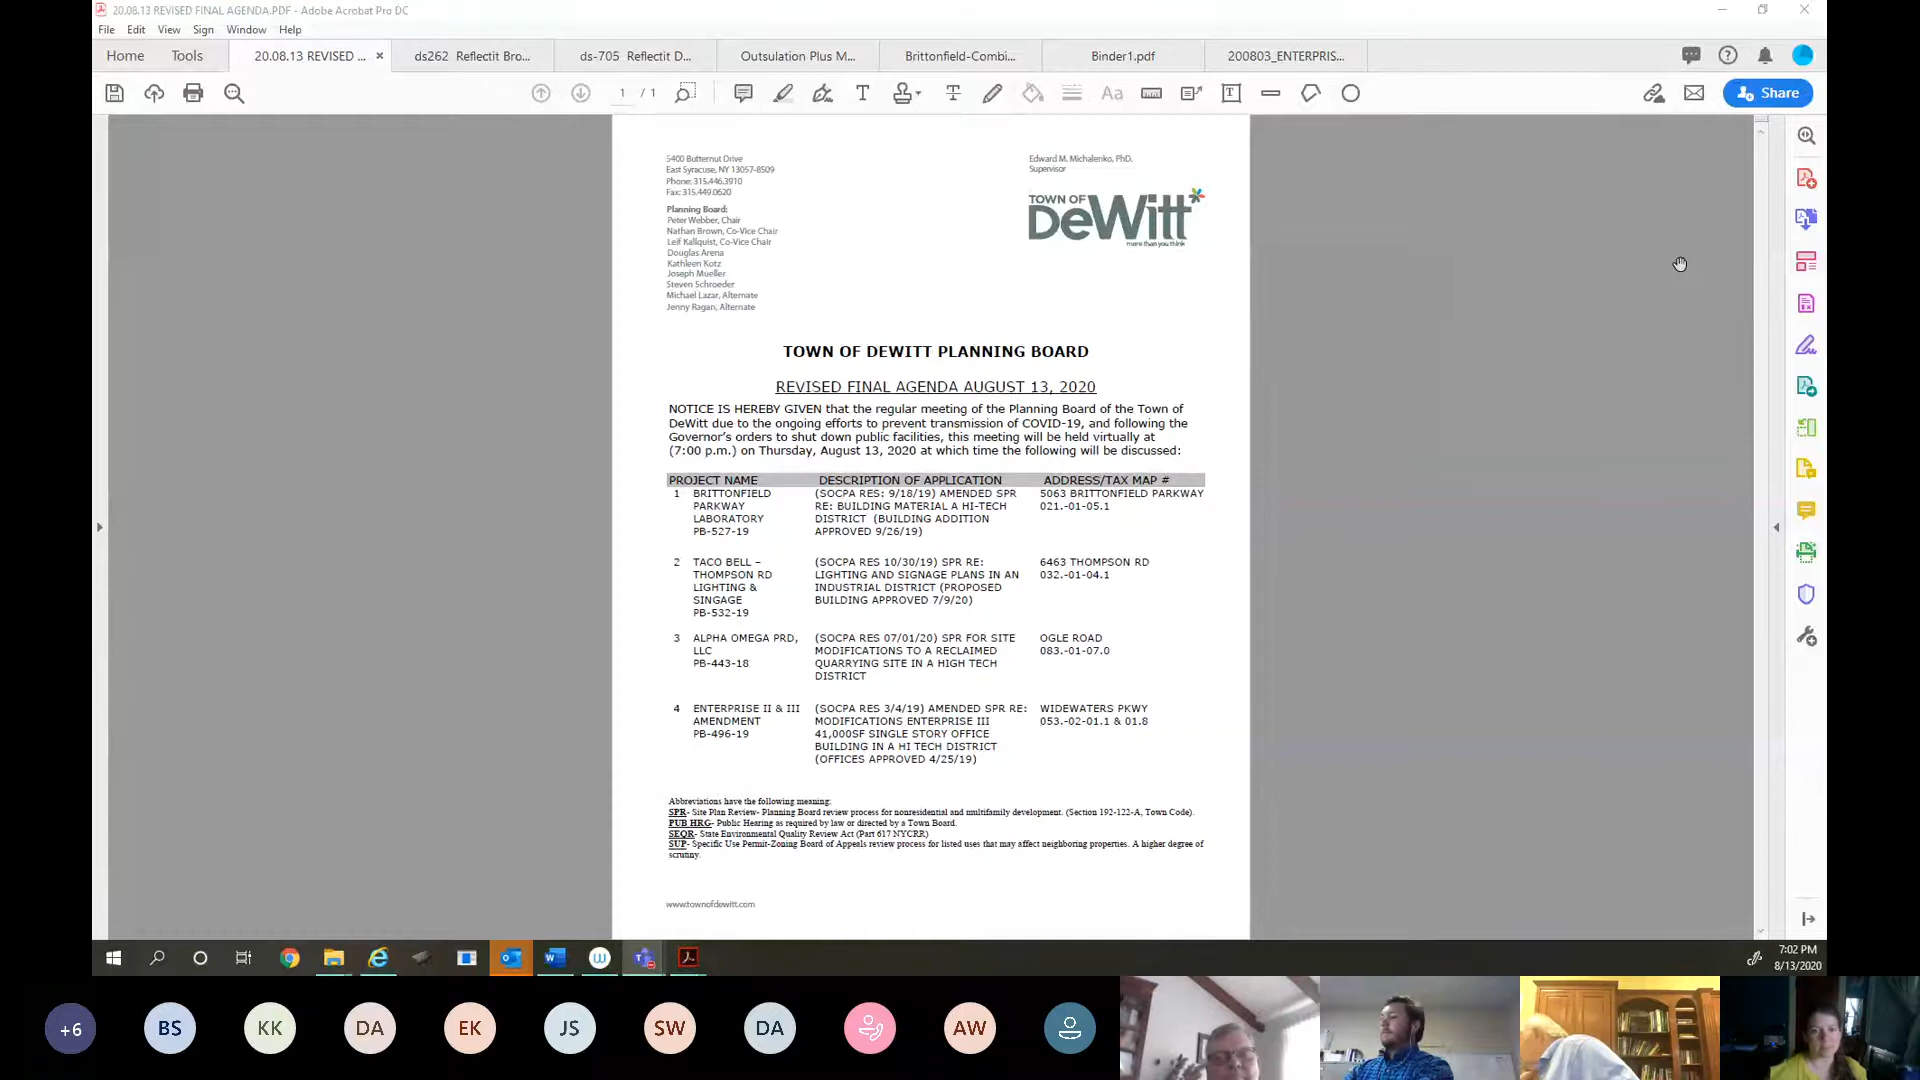 20.08.13 REVISED FINAL AGENDA.PDF - Adobe Acrobat Pro DC
File Edit View Sign Window Help
Home Tools 20.08.13 REVISED ... × ds262 Reflectit Bro... ds-705 Reflectit D... Outsulation Plus M... Brittonfield-Combi... Binder1.pdf 200803_ENTERPRIS...
1 / 1 Share
5400 Butternut Drive
East Syracuse, NY 13057-8509
Phone: 315.446.3910
Fax: 315.449.0620
Planning Board:
Peter Webber, Chair
Nathan Brown, Co-Vice Chair
Leif Kallquist, Co-Vice Chair
Douglas Arena
Kathleen Kotz
Joseph Mueller
Steven Schroeder
Michael Lazar, Alternate
Jenny Ragan, Alternate
Edward M. Michalenko, PhD.
Supervisor
TOWN OF
DeWitt
more than you think
TOWN OF DEWITT PLANNING BOARD
REVISED FINAL AGENDA AUGUST 13, 2020
NOTICE IS HEREBY GIVEN that the regular meeting of the Planning Board of the Town of
DeWitt due to the ongoing efforts to prevent transmission of COVID-19, and following the
Governor's orders to shut down public facilities, this meeting will be held virtually at
(7:00 p.m.) on Thursday, August 13, 2020 at which time the following will be discussed:
PROJECT NAME DESCRIPTION OF APPLICATION ADDRESS/TAX MAP #
1 BRITTONFIELD (SOCPA RES: 9/18/19) AMENDED SPR 5063 BRITTONFIELD PARKWAY
PARKWAY RE: BUILDING MATERIAL A HI-TECH 021.-01-05.1
LABORATORY DISTRICT (BUILDING ADDITION
PB-527-19 APPROVED 9/26/19)
2 TACO BELL – (SOCPA RES 10/30/19) SPR RE: 6463 THOMPSON RD
THOMPSON RD LIGHTING AND SIGNAGE PLANS IN AN 032.-01-04.1
LIGHTING & INDUSTRIAL DISTRICT (PROPOSED
SINGAGE BUILDING APPROVED 7/9/20)
PB-532-19
3 ALPHA OMEGA PRD, (SOCPA RES 07/01/20) SPR FOR SITE OGLE ROAD
LLC MODIFICATIONS TO A RECLAIMED 083.-01-07.0
PB-443-18 QUARRYING SITE IN A HIGH TECH
DISTRICT
4 ENTERPRISE II & III (SOCPA RES 3/4/19) AMENDED SPR RE: WIDEWATERS PKWY
AMENDMENT MODIFICATIONS ENTERPRISE III 053.-02-01.1 & 01.8
PB-496-19 41,000SF SINGLE STORY OFFICE
BUILDING IN A HI TECH DISTRICT
(OFFICES APPROVED 4/25/19)
Abbreviations have the following meaning:
SPR- Site Plan Review- Planning Board review process for nonresidential and multifamily development. (Section 192-122-A, Town Code).
PUB HRG- Public Hearing as required by law or directed by a Town Board.
SEQR- State Environmental Quality Review Act (Part 617 NYCRR)
SUP- Specific Use Permit-Zoning Board of Appeals review process for listed uses that may affect neighboring properties. A higher degree of
scrutiny.
www.townofdewitt.com
7:02 PM
8/13/2020
+6 BS KK DA EK JS SW DA AW